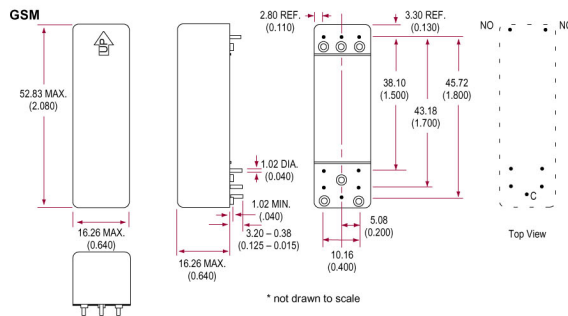 GSM
UP
52.83 MAX.
(2.080)
16.26 MAX.
(0.640)
1.02 DIA.
(0.040)
1.02 MIN.
(.040)
3.20 – 0.38
(0.125 – 0.015)
16.26 MAX.
(0.640)
2.80 REF.
(0.110)
3.30 REF.
(0.130)
38.10
(1.500)
43.18
(1.700)
45.72
(1.800)
5.08
(0.200)
10.16
(0.400)
NO
C
Top View
* not drawn to scale